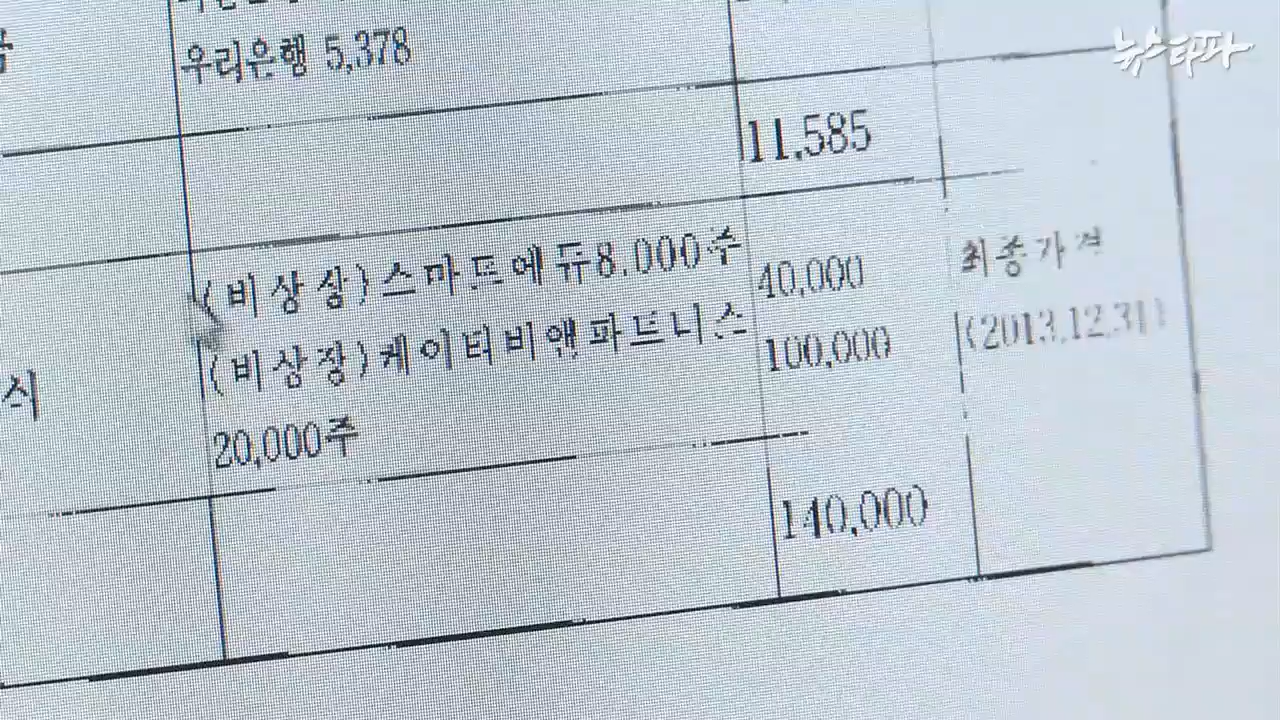 뉴스타파
우리은행 5,378
11,585
(비상장)스마트에듀8,000주
40,000
최종가격
(비상장)케이티비앤파트너스
100,000
(2013.12.31)
식
20,000주
140,000